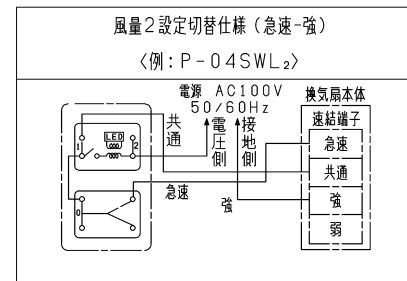 風量2設定切替仕様（急速-強）
〈例：P-04SWL₂〉
電源 AC100V
50/60Hz
共通
電圧側
接地側
急速
強
LED
1
2
0
換気扇本体
速結端子
急速
共通
強
弱